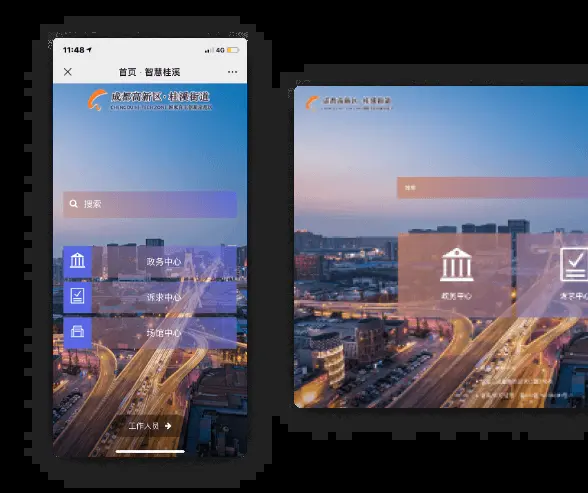 11:48
4G
首页 · 智慧桂溪
成都高新区·桂溪街道
搜索
政务中心
诉求中心
场馆中心
工作人员
成都高新区·桂溪街道
搜索
政务中心
诉求中心